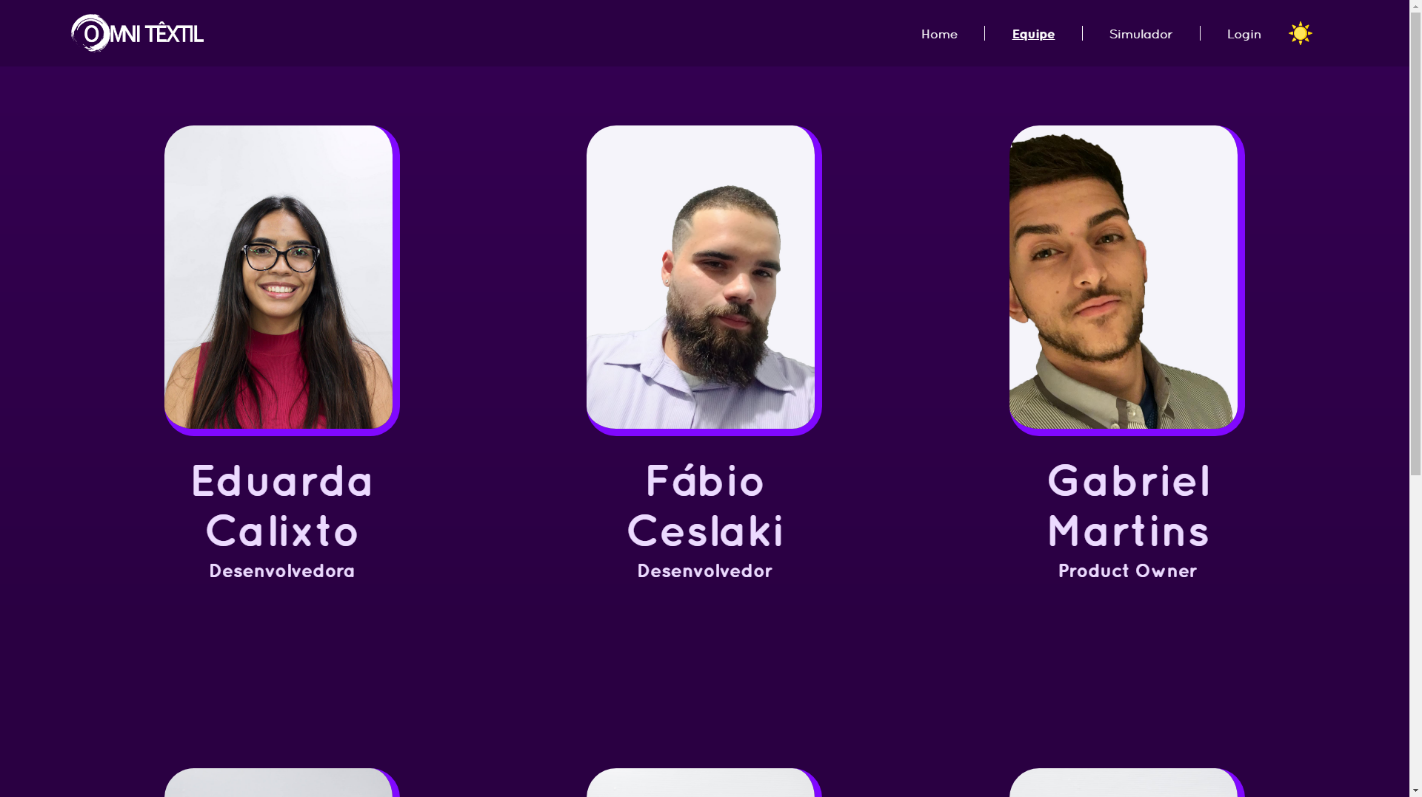 OMNI TÊXTIL
Home
Equipe
Simulador
Login
Eduarda
Calixto
Desenvolvedora
Fábio
Ceslaki
Desenvolvedor
Gabriel
Martins
Product Owner